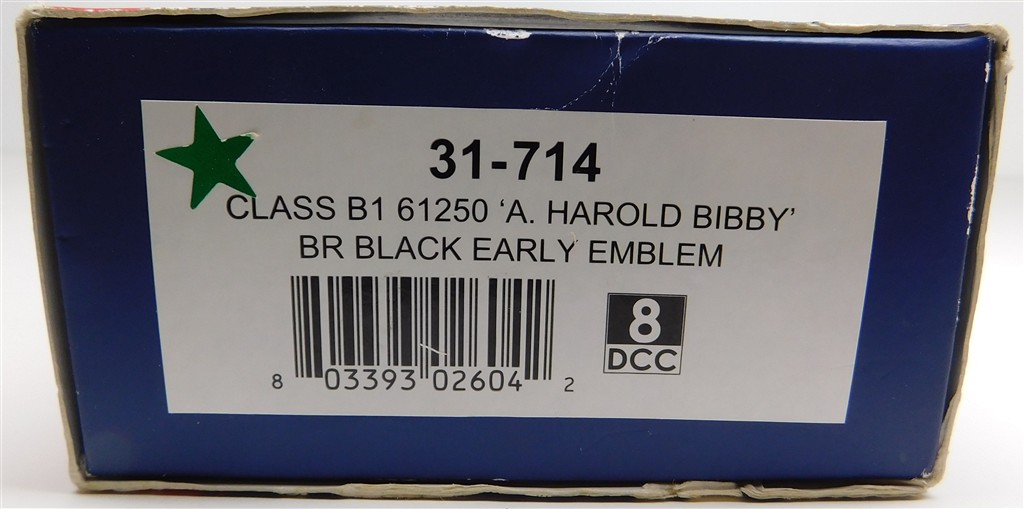 31-714
CLASS B1 61250 ‘A. HAROLD BIBBY’
BR BLACK EARLY EMBLEM
8
DCC
8 03393 02604 2